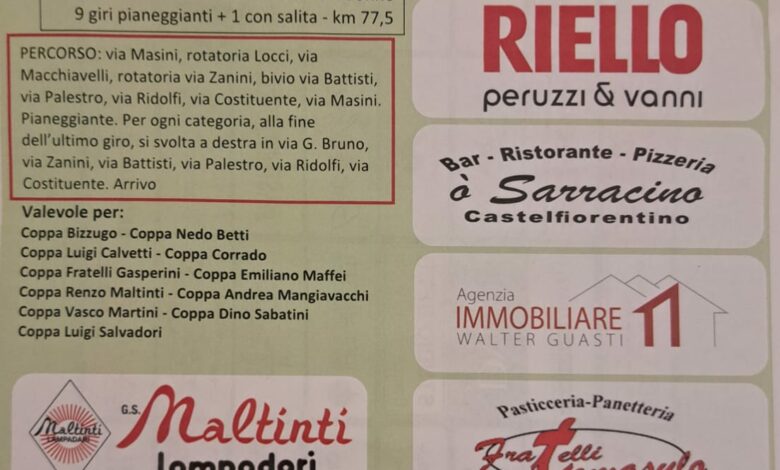 9 giri pianeggianti + 1 con salita - km 77,5
PERCORSO: via Masini, rotatoria Locci, via
Macchiavelli, rotatoria via Zanini, bivio via Battisti,
via Palestro, via Ridolfi, via Costituente, via Masini.
Pianeggiante. Per ogni categoria, alla fine
dell'ultimo giro, si svolta a destra in via G. Bruno,
via Zanini, via Battisti, via Palestro, via Ridolfi, via
Costituente. Arrivo
Valevole per:
Coppa Bizzugo - Coppa Nedo Betti
Coppa Luigi Calvetti - Coppa Corrado
Coppa Fratelli Gasperini - Coppa Emiliano Maffei
Coppa Renzo Maltinti - Coppa Andrea Mangiavacchi
Coppa Vasco Martini - Coppa Dino Sabatini
Coppa Luigi Salvadori
Maltinti
LAMPADARI
G.S. Maltinti
Lampadari
RIELLO
peruzzi & vanni
Bar - Ristorante - Pizzeria
ò Sarracino
Castelfiorentino
Agenzia
IMMOBILIARE
WALTER GUASTI
Pasticceria-Panetteria
Fratelli